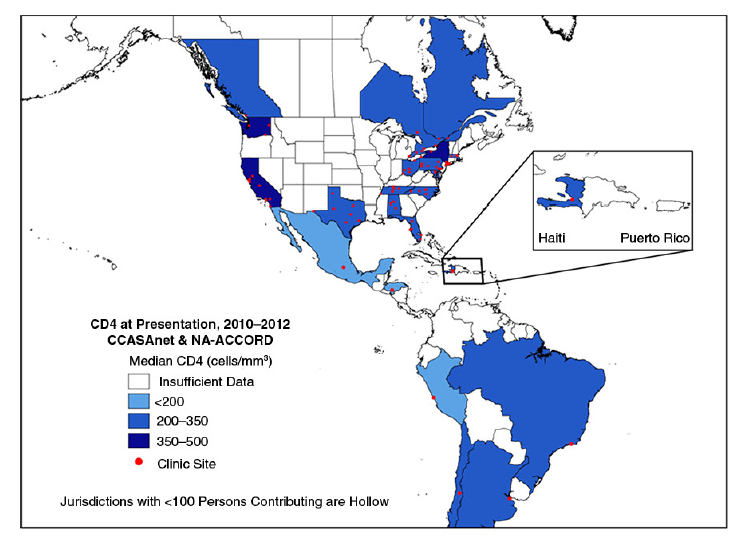 Haiti
Puerto Rico
CD4 at Presentation, 2010–2012
CCASAnet & NA-ACCORD
Median CD4 (cells/mm³)
Insufficient Data
<200
200–350
350–500
Clinic Site
Jurisdictions with <100 Persons Contributing are Hollow